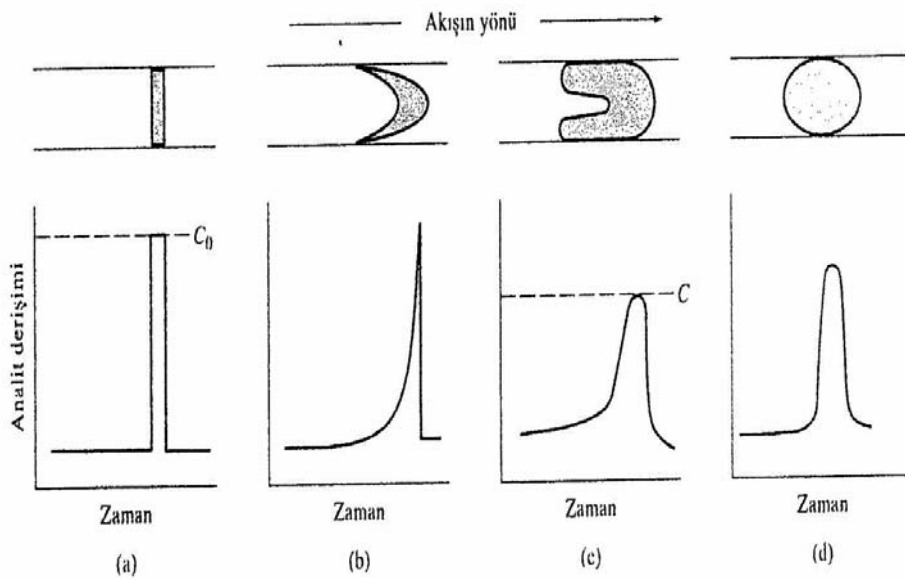 Akışın yönü
C₀
C
Analit derişimi
Zaman
Zaman
Zaman
Zaman
(a)
(b)
(c)
(d)